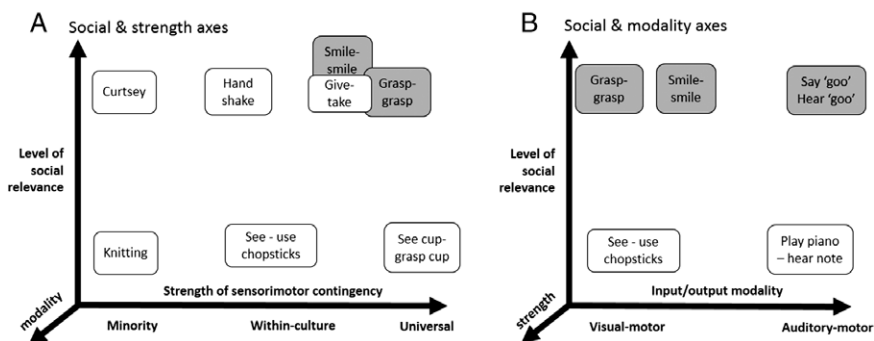 A
Social & strength axes
Curtsey
Hand
shake
Smile-
smile
Give-
take
Grasp-
grasp
Level of
social
relevance
Knitting
See - use
chopsticks
See cup-
grasp cup
modality
Strength of sensorimotor contingency
Minority
Within-culture
Universal
B
Social & modality axes
Grasp-
grasp
Smile-
smile
Say ‘goo’
Hear ‘goo’
Level of
social
relevance
See - use
chopsticks
Play piano
– hear note
strength
Input/output modality
Visual-motor
Auditory-motor